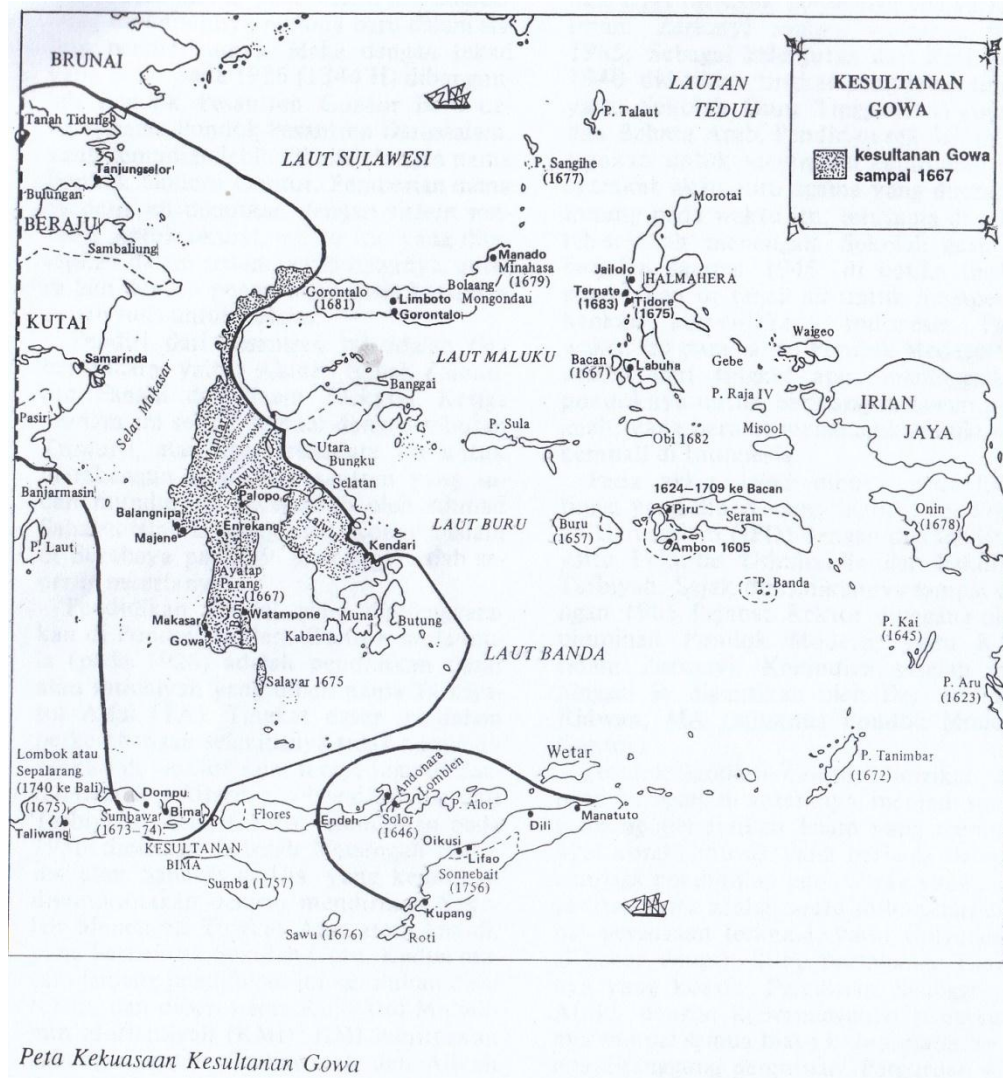 BRUNAI
Tanah Tidung
Tanjungselor
Bulungan
BERAJU
Sambaliung
KUTAI
Samarinda
Pasir
Banjarmasin
P. Laut
Selat Makasar
LAUT SULAWESI
LAUTAN
TEDUH
P. Talaut
P. Sangihe
(1677)
KESULTANAN
GOWA
kesultanan Gowa
sampai 1667
Morotai
Manado
Minahasa
(1679)
Bolaang
Mongondau
Gorontalo
(1681)
Limboto
Gorontalo
Jailolo
HALMAHERA
Terpate
(1683)
Tidore
(1675)
LAUT MALUKU
Bacan
(1667)
Labuha
Gebe
Waigeo
P. Raja IV
IRIAN
JAYA
Banggai
P. Sula
Obi 1682
Misool
Mandar
Utara
Bungku
Selatan
Palopo
Laiwui
Balangnipa
Majene
Enrekang
Kendari
LAUT BURU
Buru
(1657)
1624–1709 ke Bacan
Piru
Seram
Ambon 1605
Onin
(1678)
Ayatap
Parang
(1667)
Watampone
Makasar
Muna
Butung
Kabaena
Salayar 1675
LAUT BANDA
P. Banda
P. Kai
(1645)
P. Aru
(1623)
P. Tanimbar
(1672)
Lombok dan
Sepalarang
(1740 ke Bali)
(1675)
Taliwang
Sumbawa
(1673–74)
Dompu
Bima
KESULTANAN
BIMA
Flores
Endeh
Sumba (1757)
Andonara
Lomblen
Solor
(1646)
P. Alor
Wetar
Manatuto
Dili
Oikusi
Lifao
Sonnebait
(1756)
Kupang
Sawu (1676)
Roti
Peta Kekuasaan Kesultanan Gowa